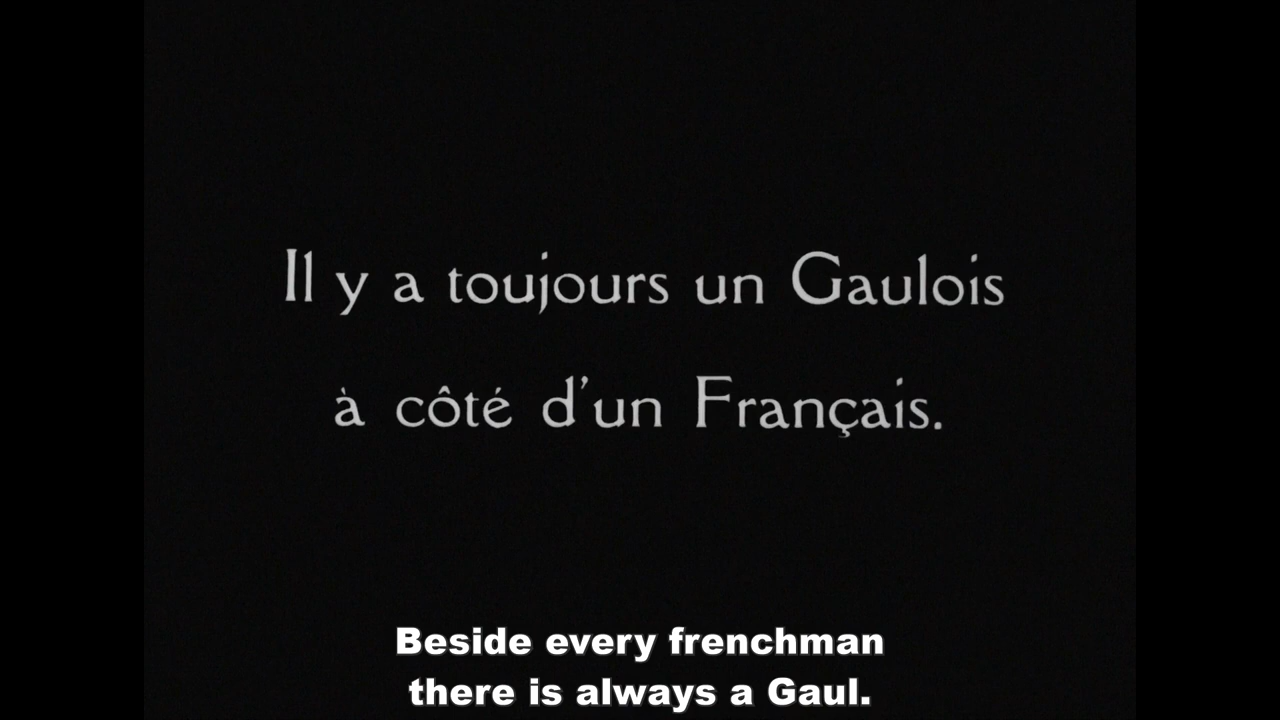 Il y a toujours un Gaulois
à côté d'un Français.
Beside every frenchman
there is always a Gaul.